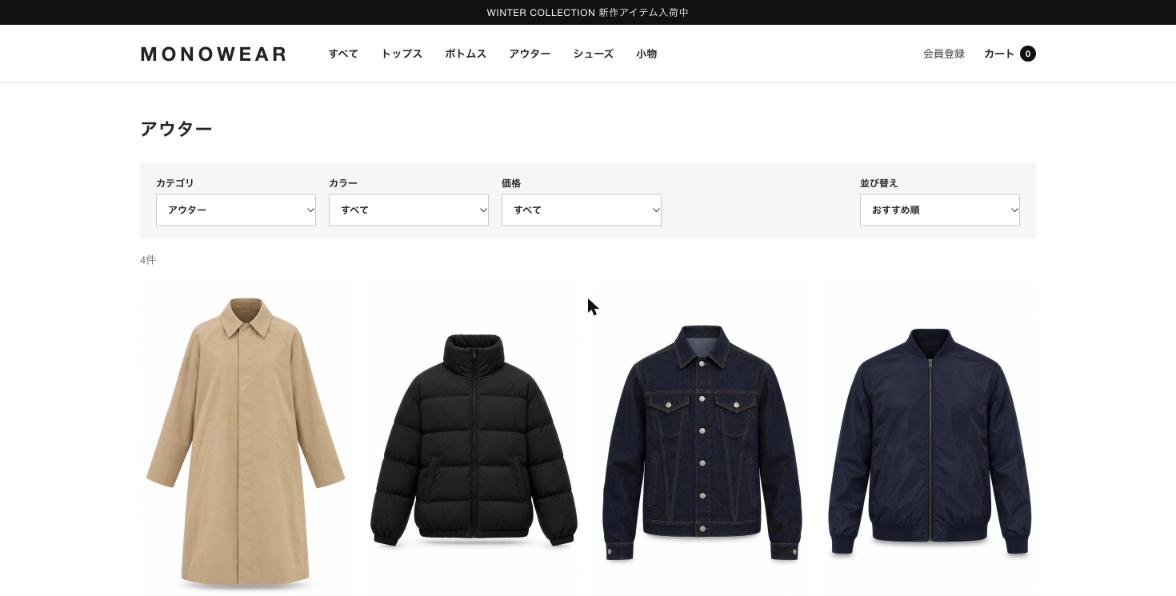 WINTER COLLECTION 新作アイテム入荷中
MONOWEAR すべて トップス ボトムス アウター シューズ 小物 会員登録 カート 0
アウター
カテゴリ カラー 価格 並び替え
アウター すべて すべて おすすめ順
4件